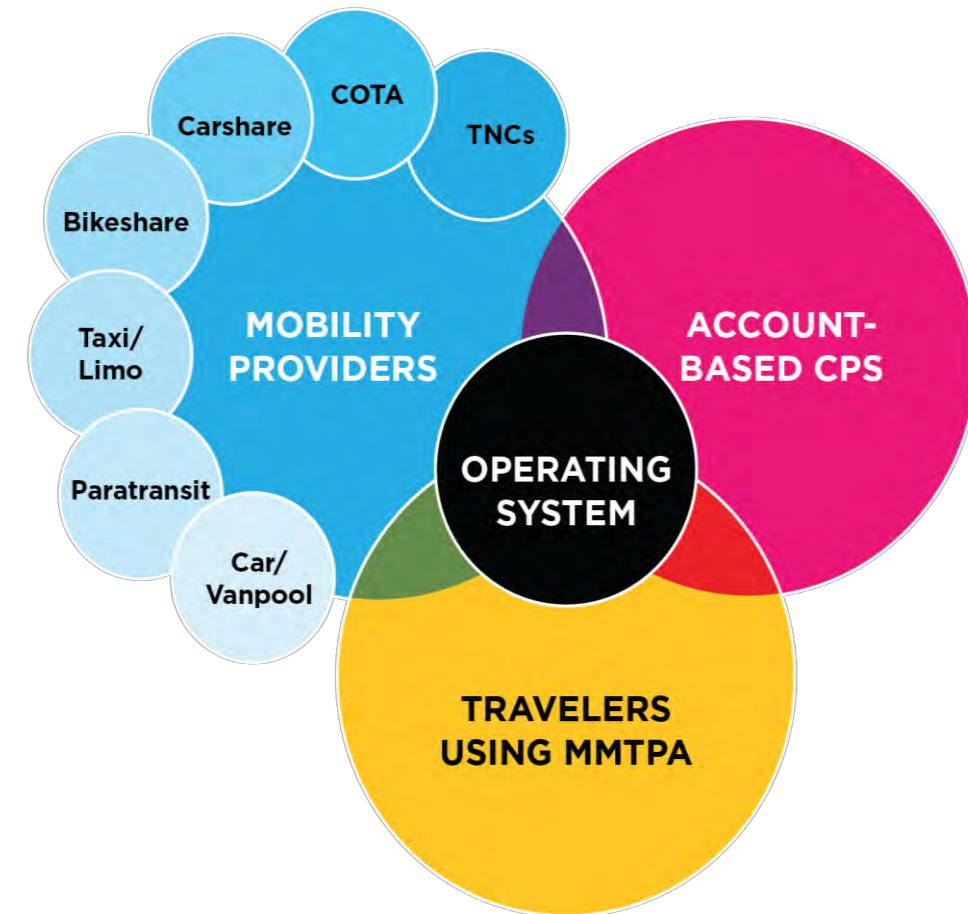 COTA
Carshare
TNCs
Bikeshare
Taxi/
Limo
Paratransit
Car/
Vanpool
MOBILITY
PROVIDERS
ACCOUNT-
BASED CPS
OPERATING
SYSTEM
TRAVELERS
USING MMTPA